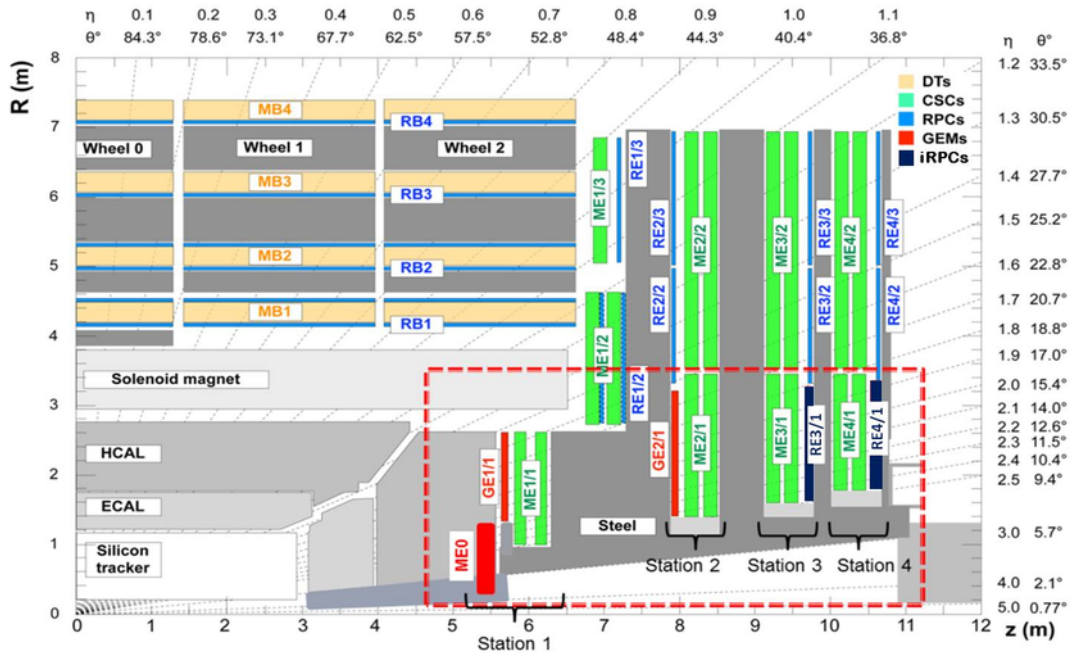 η 0.1 0.2 0.3 0.4 0.5 0.6 0.7 0.8 0.9 1.0 1.1
θ° 84.3° 78.6° 73.1° 67.7° 62.5° 57.5° 52.8° 48.4° 44.3° 40.4° 36.8° η θ°
R (m)
8
7
6
5
4
3
2
1
0
1.2 33.5°
1.3 30.5°
1.4 27.7°
1.5 25.2°
1.6 22.8°
1.7 20.7°
1.8 18.8°
1.9 17.0°
2.0 15.4°
2.1 14.0°
2.2 12.6°
2.3 11.5°
2.4 10.4°
2.5 9.4°
3.0 5.7°
4.0 2.1°
5.0 0.77°
DTs
CSCs
RPCs
GEMs
iRPCs
MB4
RB4
Wheel 0 Wheel 1 Wheel 2
MB3
RB3
MB2
RB2
MB1
RB1
Solenoid magnet
HCAL
ECAL
Silicon
tracker
ME1/3
RE1/3
ME1/2
RE1/2
RE2/3
RE2/2
ME2/2
ME3/2
RE3/3
RE3/2
ME4/2
RE4/3
RE4/2
GE1/1
ME1/1
ME0
GE2/1
ME2/1
ME3/1
RE3/1
ME4/1
RE4/1
Steel
Station 2 Station 3 Station 4
0 1 2 3 4 5 6 7 8 9 10 11 12 z (m)
Station 1